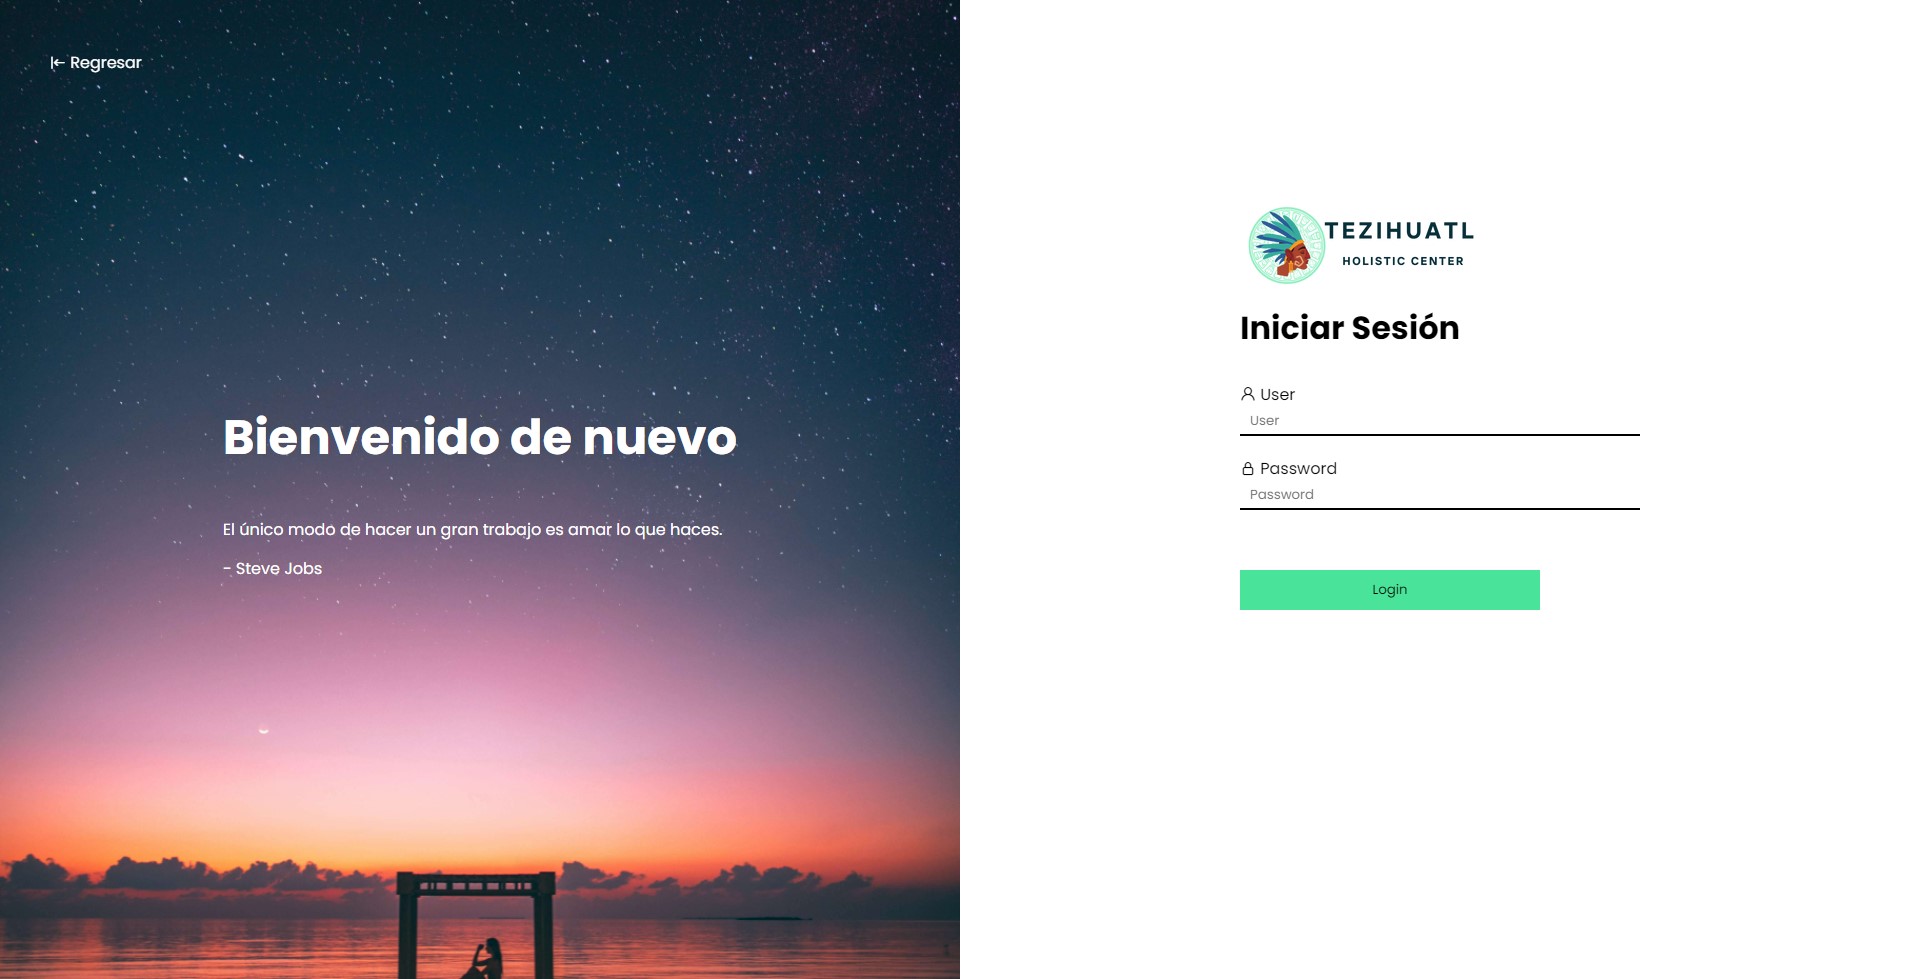 Regresar
Bienvenido de nuevo
El único modo de hacer un gran trabajo es amar lo que haces.
- Steve Jobs
TEZIHUATL
HOLISTIC CENTER
Iniciar Sesión
User
User
Password
Password
Login